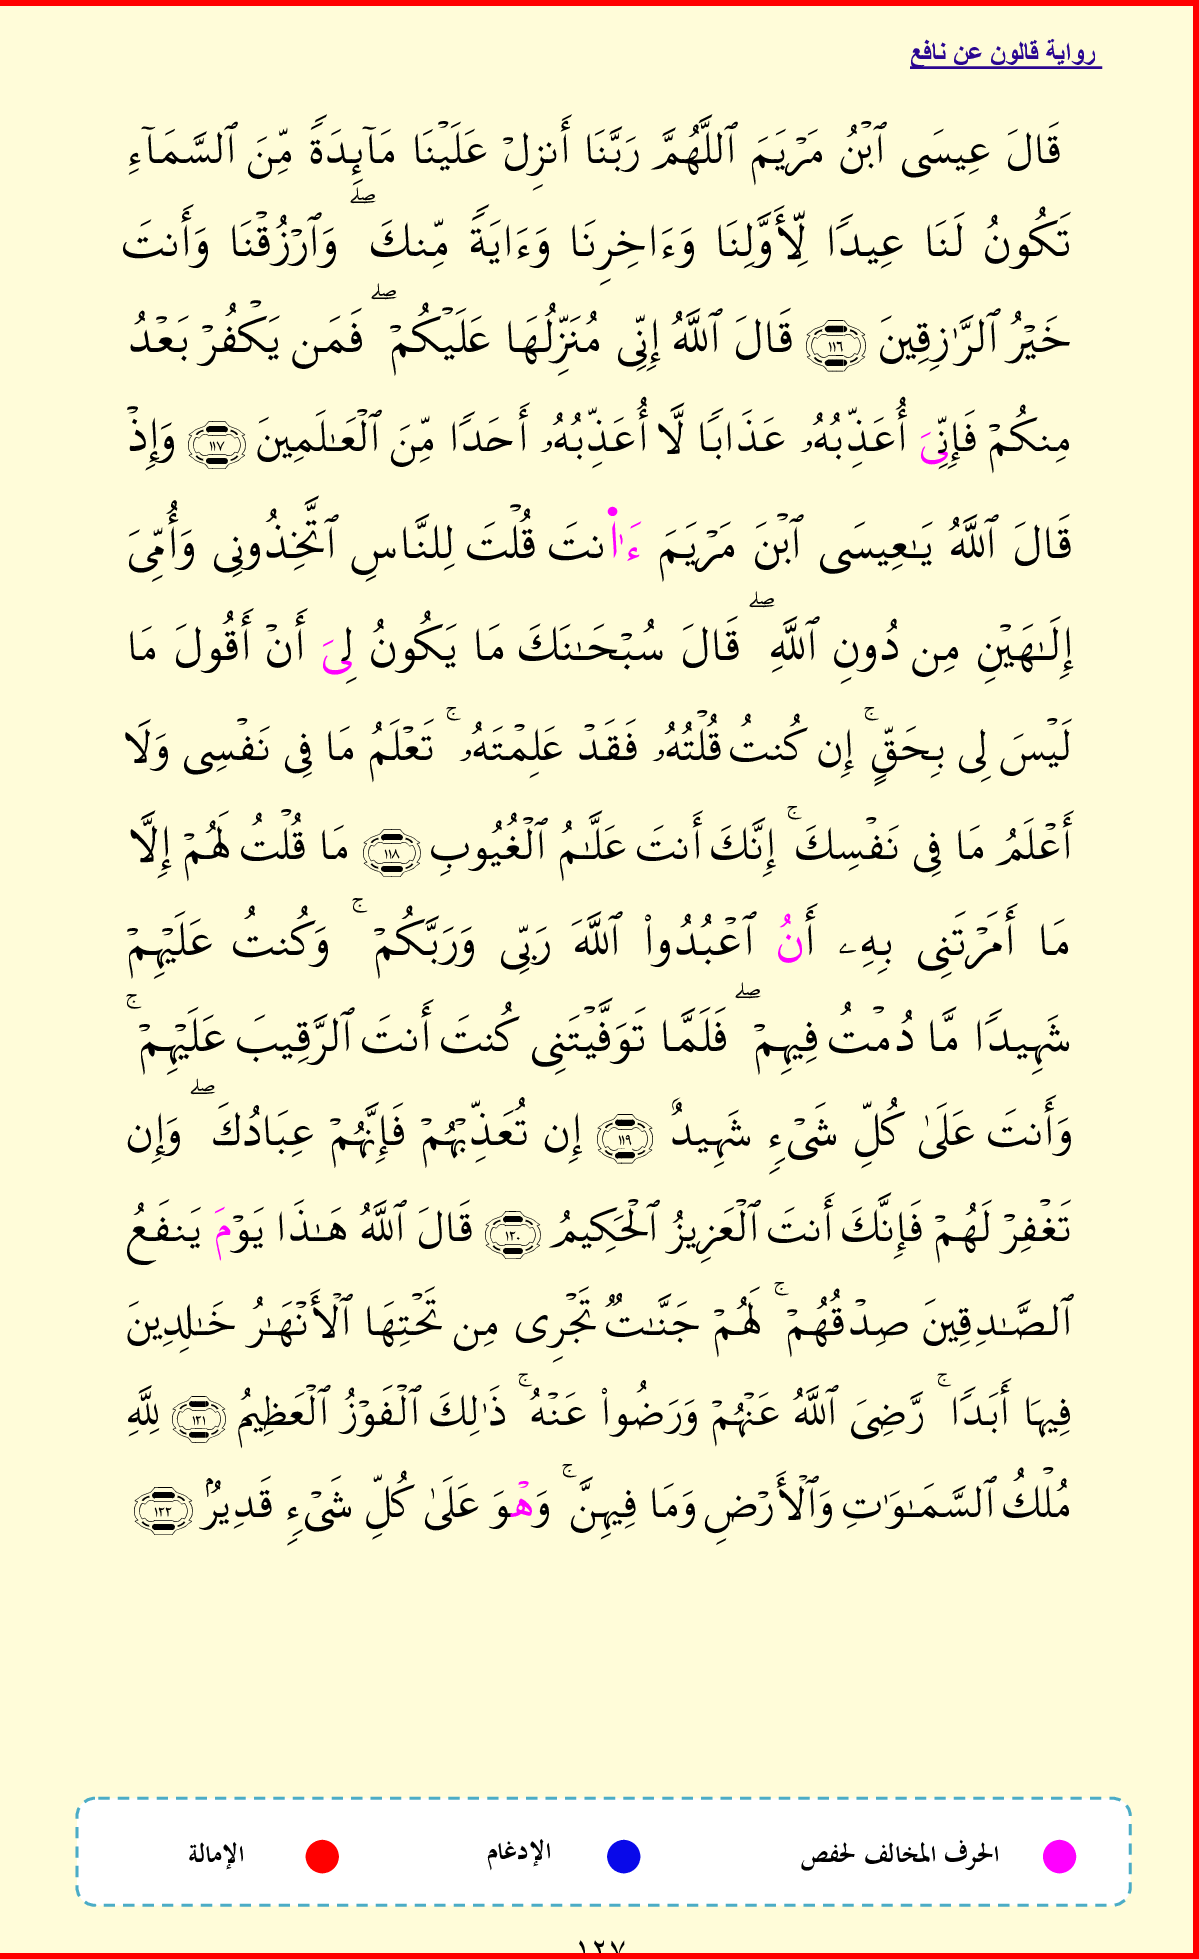 رواية قالون عن نافع
قَالَ عِيسَى ٱبۡنُ مَرۡيَمَ ٱللَّهُمَّ رَبَّنَا أَنزِلۡ عَلَيۡنَا مَآئِدَةٗ مِّنَ ٱلسَّمَآءِ
تَكُونُ لَنَا عِيدٗا لِّأَوَّلِنَا وَءَاخِرِنَا وَءَايَةٗ مِّنكَۖ وَٱرۡزُقۡنَا وَأَنتَ
خَيۡرُ ٱلرَّٰزِقِينَ ١١٦ قَالَ ٱللَّهُ إِنِّي مُنَزِّلُهَا عَلَيۡكُمۡۖ فَمَن يَكۡفُرۡ بَعۡدُ
مِنكُمۡ فَإِنِّيَ أُعَذِّبُهُۥ عَذَابٗا لَّا أُعَذِّبُهُۥ أَحَدٗا مِّنَ ٱلۡعَٰلَمِينَ ١١٧ وَإِذۡ
قَالَ ٱللَّهُ يَٰعِيسَى ٱبۡنَ مَرۡيَمَ ءَٰا۬نتَ قُلۡتَ لِلنَّاسِ ٱتَّخِذُونِي وَأُمِّيَ
إِلَٰهَيۡنِ مِن دُونِ ٱللَّهِۖ قَالَ سُبۡحَٰنَكَ مَا يَكُونُ لِيَ أَنۡ أَقُولَ مَا
لَيۡسَ لِي بِحَقٍّۚ إِن كُنتُ قُلۡتُهُۥ فَقَدۡ عَلِمۡتَهُۥۚ تَعۡلَمُ مَا فِي نَفۡسِي وَلَا
أَعۡلَمُ مَا فِي نَفۡسِكَۚ إِنَّكَ أَنتَ عَلَّٰمُ ٱلۡغُيُوبِ ١١٨ مَا قُلۡتُ لَهُمۡ إِلَّا
مَا أَمَرۡتَنِي بِهِۦ أَنُ ٱعۡبُدُواْ ٱللَّهَ رَبِّي وَرَبَّكُمۡۚ وَكُنتُ عَلَيۡهِمۡ
شَهِيدٗا مَّا دُمۡتُ فِيهِمۡۖ فَلَمَّا تَوَفَّيۡتَنِي كُنتَ أَنتَ ٱلرَّقِيبَ عَلَيۡهِمۡۚ
وَأَنتَ عَلَىٰ كُلِّ شَيۡءٖ شَهِيدٌ ١١٩ إِن تُعَذِّبۡهُمۡ فَإِنَّهُمۡ عِبَادُكَۖ وَإِن
تَغۡفِرۡ لَهُمۡ فَإِنَّكَ أَنتَ ٱلۡعَزِيزُ ٱلۡحَكِيمُ ١٢٠ قَالَ ٱللَّهُ هَٰذَا يَوۡمَ يَنفَعُ
ٱلصَّٰدِقِينَ صِدۡقُهُمۡۚ لَهُمۡ جَنَّٰتٞ تَجۡرِي مِن تَحۡتِهَا ٱلۡأَنۡهَٰرُ خَٰلِدِينَ
فِيهَا أَبَدٗاۚ رَّضِيَ ٱللَّهُ عَنۡهُمۡ وَرَضُواْ عَنۡهُۚ ذَٰلِكَ ٱلۡفَوۡزُ ٱلۡعَظِيمُ ١٢١ لِلَّهِ
مُلۡكُ ٱلسَّمَٰوَٰتِ وَٱلۡأَرۡضِ وَمَا فِيهِنَّۚ وَهۡوَ عَلَىٰ كُلِّ شَيۡءٖ قَدِيرُۢ ١٢٢
الحرف المخالف لحفص الإدغام الإمالة
١٢٧